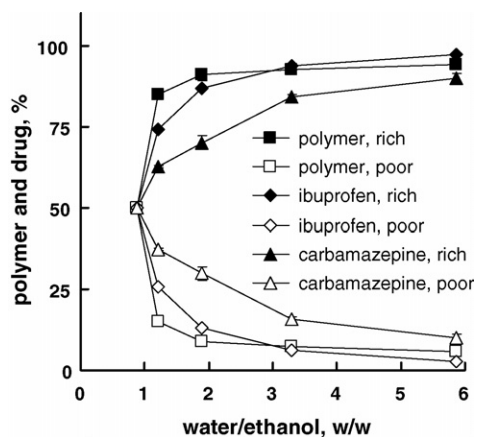 polymer and drug, %
100
75
50
25
0
polymer, rich
polymer, poor
ibuprofen, rich
ibuprofen, poor
carbamazepine, rich
carbamazepine, poor
0 1 2 3 4 5 6
water/ethanol, w/w